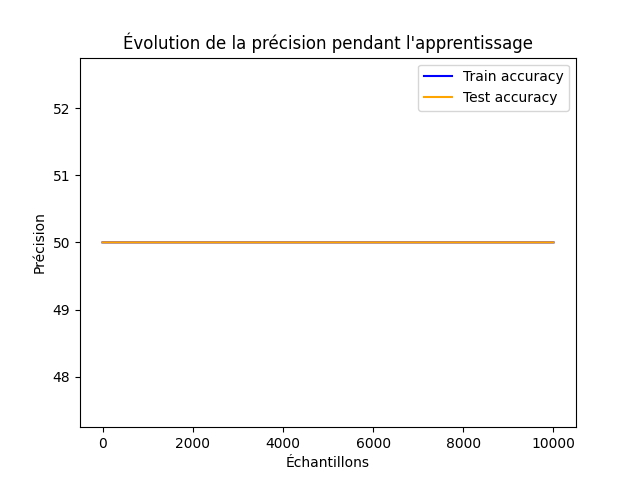 Évolution de la précision pendant l'apprentissage
Train accuracy
Test accuracy
52
51
50
49
48
Précision
0 2000 4000 6000 8000 10000
Échantillons